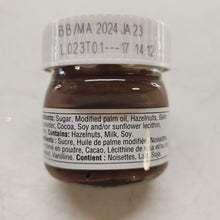 BB/MA 2024 JA 23
L023T01---17 14:12
Sugar, Modified palm oil, Hazelnuts, Skim
Cocoa, Soy and/or sunflower lecithin,
Hazelnuts, Milk, Soy.
Sucre, Huile de palme modifiée, Noisettes
en poudre, Cacao, Lécithine de
Vanilline. Contient : Noisettes, Lait, Soja.